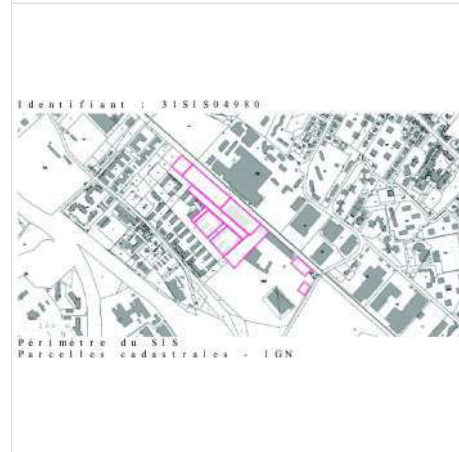 Identifiant : 31SIS04980
Périmètre du SIS
Parcelles cadastrales - IGN